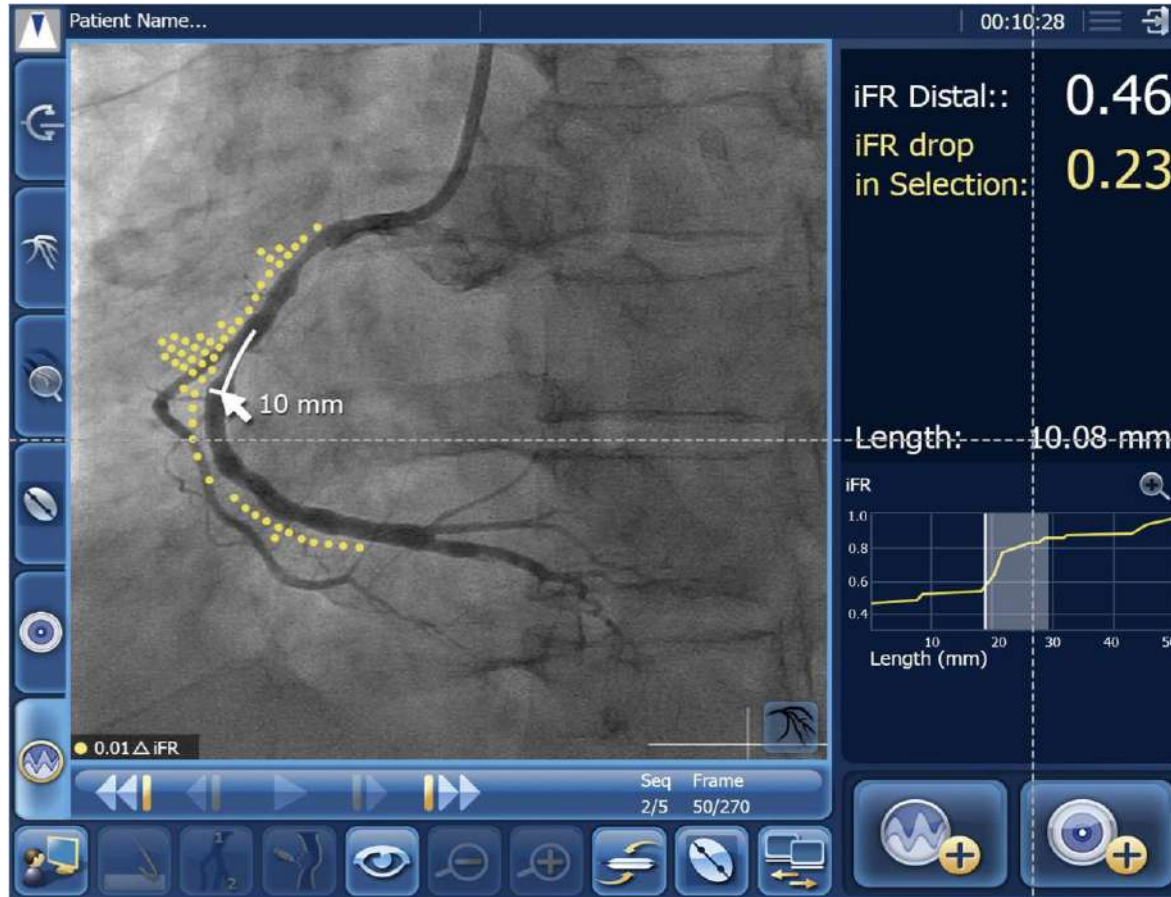 Patient Name...
00:10:28
iFR Distal:: 0.46
iFR drop
in Selection: 0.23
10 mm
Length: 10.08 mm
iFR
1.0
0.8
0.6
0.4
10 20 30 40 50
Length (mm)
0.01△iFR
Seq Frame
2/5 50/270
1
2